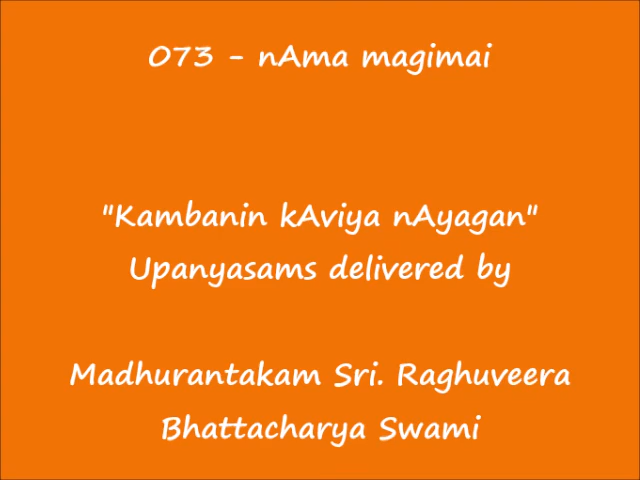 073 - nAma magimai
"Kambanin kAviya nAyagan"
Upanyasams delivered by
Madhurantakam Sri. Raghuveera
Bhattacharya Swami